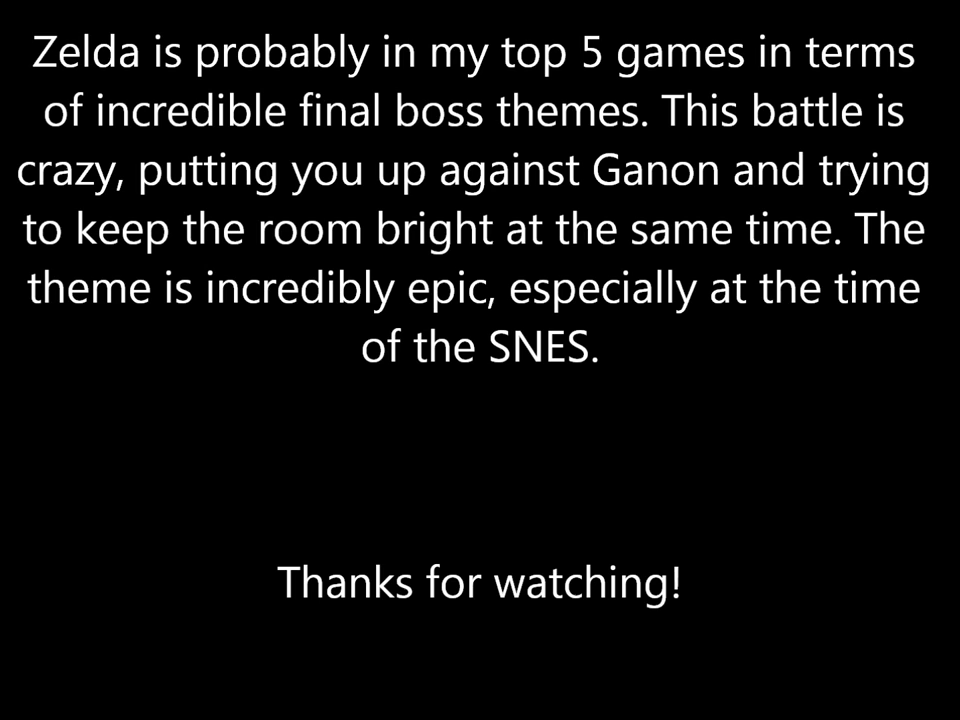 Zelda is probably in my top 5 games in terms
of incredible final boss themes. This battle is
crazy, putting you up against Ganon and trying
to keep the room bright at the same time. The
theme is incredibly epic, especially at the time
of the SNES.
Thanks for watching!